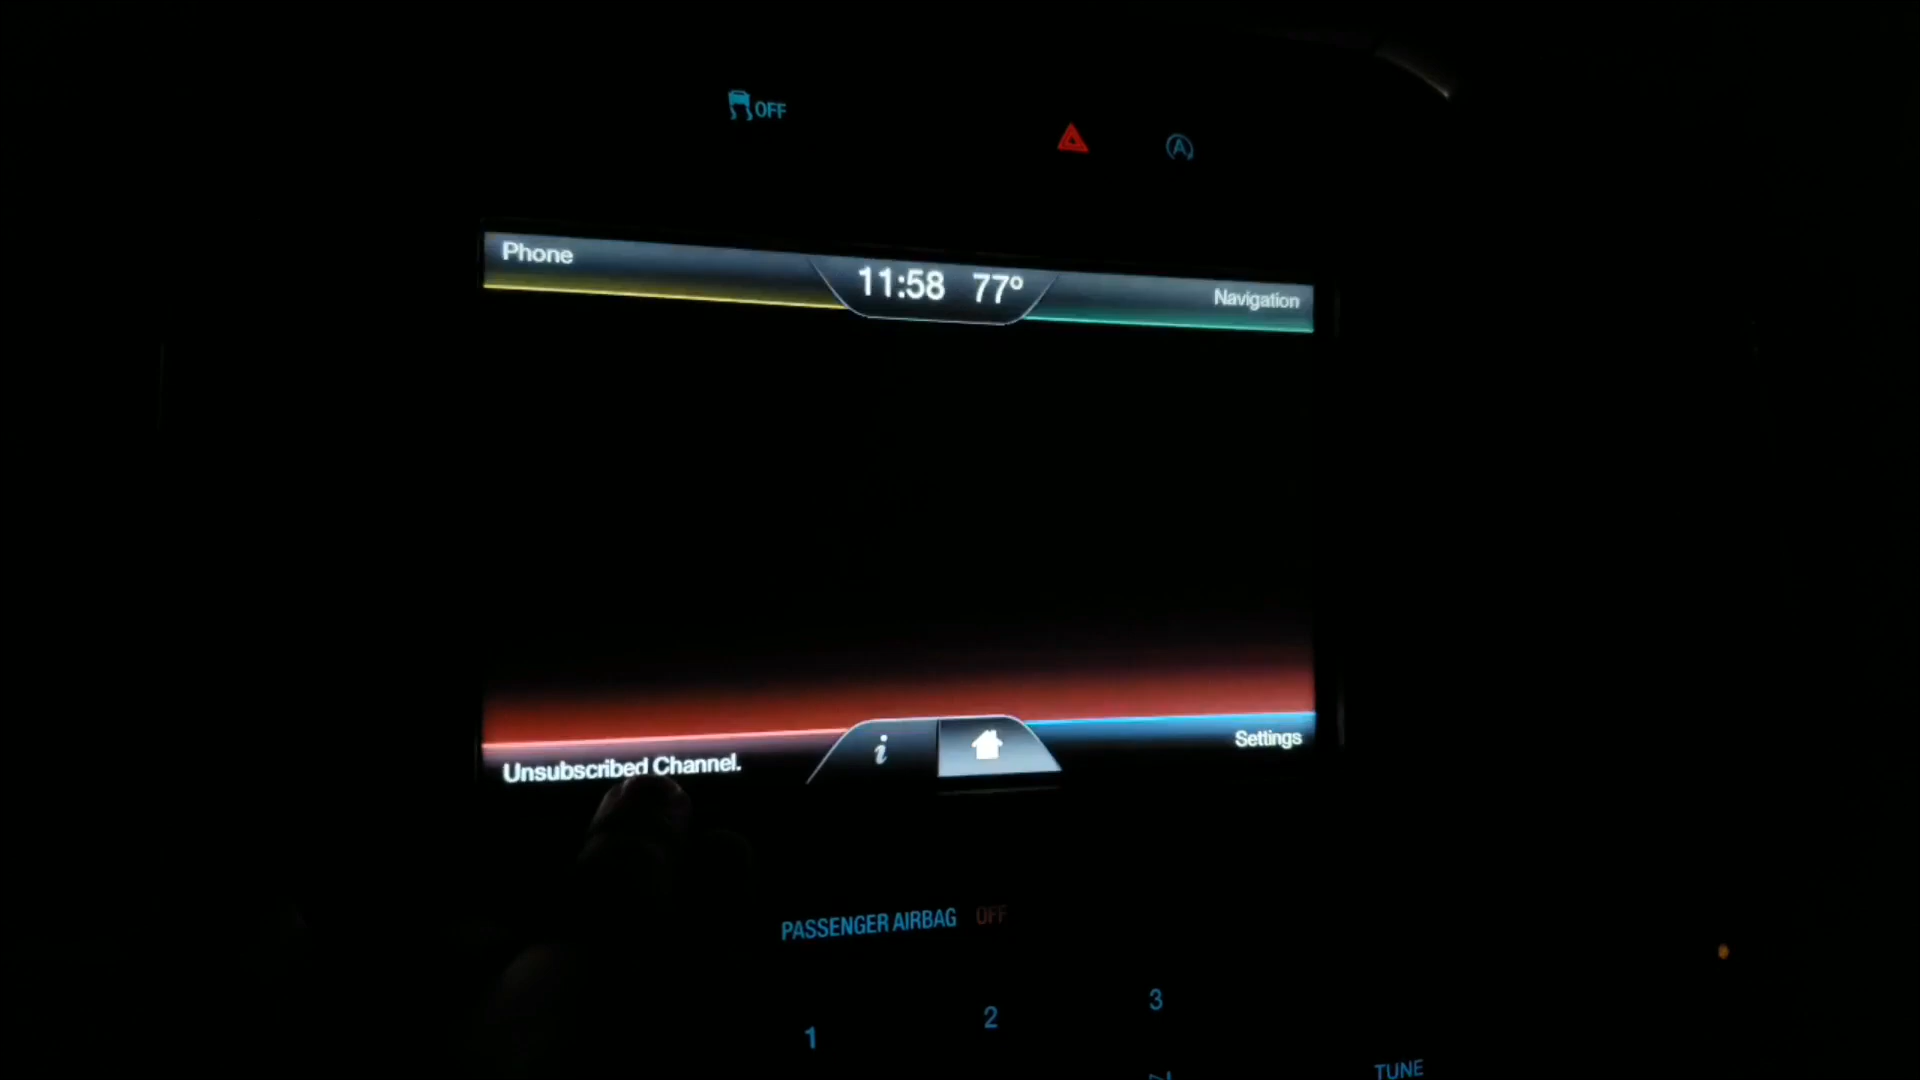 OFF
A
Phone
11:58 77°
Navigation
i
Settings
Unsubscribed Channel.
PASSENGER AIRBAG OFF
1
2
3
TUNE